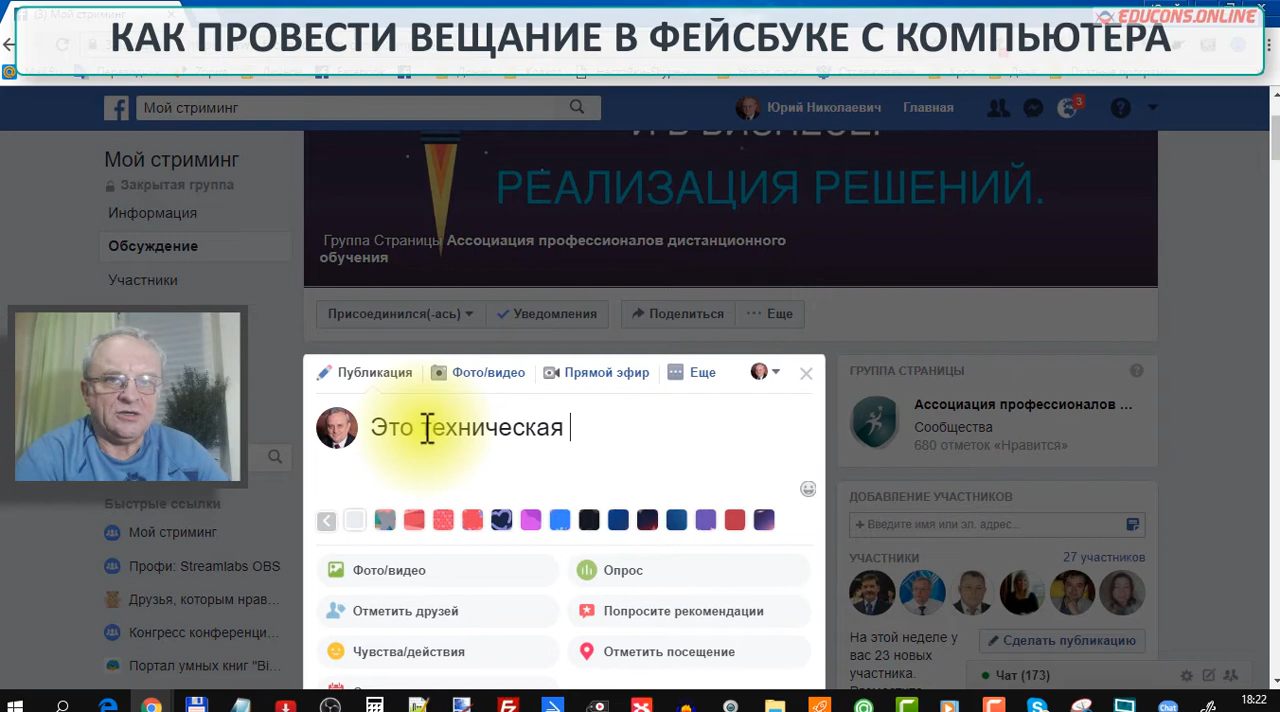 EDUCONS.ONLINE
КАК ПРОВЕСТИ ВЕЩАНИЕ В ФЕЙСБУКЕ С КОМПЬЮТЕРА
Мой стриминг
Юрий Николаевич
Главная
3
Мой стриминг
Закрытая группа
Информация
Обсуждение
Участники
РЕАЛИЗАЦИЯ РЕШЕНИЙ.
Группа Страницы Ассоциация профессионалов дистанционного
обучения
Присоединился(-ась)
Уведомления
Поделиться
Еще
Публикация
Фото/видео
Прямой эфир
Еще
Это техническая
Фото/видео
Опрос
Отметить друзей
Попросите рекомендации
Чувства/действия
Отметить посещение
Быстрые ссылки
Мой стриминг
Профи: Streamlabs OBS
Друзья, которым нрав...
Конгресс конференци...
Портал умных книг "Bi...
ГРУППА СТРАНИЦЫ
Ассоциация профессионалов ...
Сообщества
680 отметок «Нравится»
ДОБАВЛЕНИЕ УЧАСТНИКОВ
+ Введите имя или эл. адрес...
УЧАСТНИКИ
27 участников
На этой неделе у
вас 23 новых
участника.
Сделать публикацию
Чат (173)
18:22